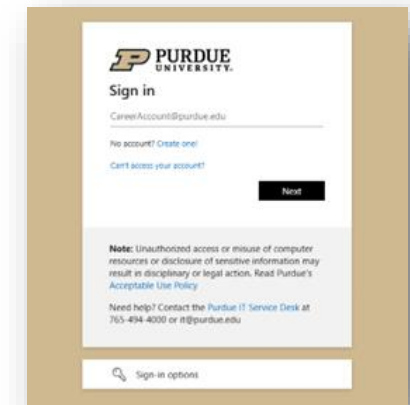 PURDUE
UNIVERSITY.
Sign in
CareerAccount@purdue.edu
No account? Create one!
Can't access your account?
Next
Note: Unauthorized access or misuse of computer
resources or disclosure of sensitive information may
result in disciplinary or legal action. Read Purdue's
Acceptable Use Policy
Need help? Contact the Purdue IT Service Desk at
765-494-4000 or it@purdue.edu
Sign-in options